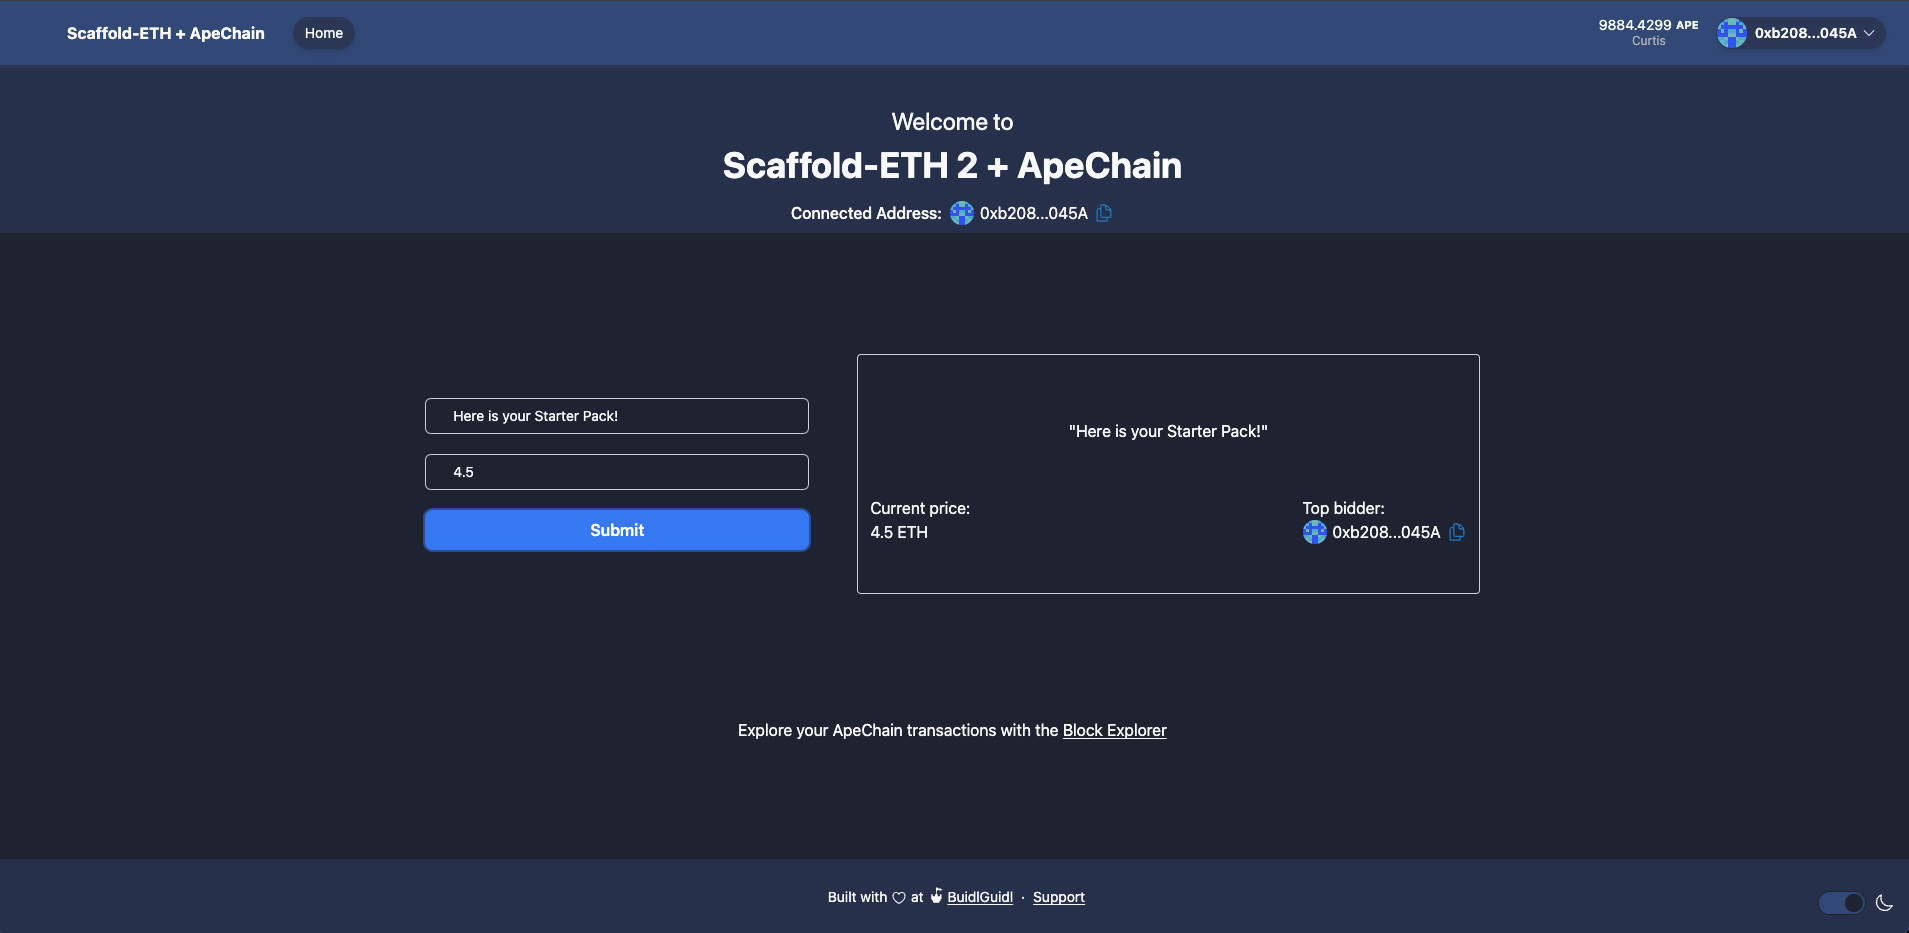 Scaffold-ETH + ApeChain
Home
9884.4299 APE
Curtis
0xb208...045A
Welcome to
Scaffold-ETH 2 + ApeChain
Connected Address: 0xb208...045A
Here is your Starter Pack!
4.5
Submit
"Here is your Starter Pack!"
Current price:
4.5 ETH
Top bidder:
0xb208...045A
Explore your ApeChain transactions with the Block Explorer
Built with ♡ at BuidlGuidl · Support